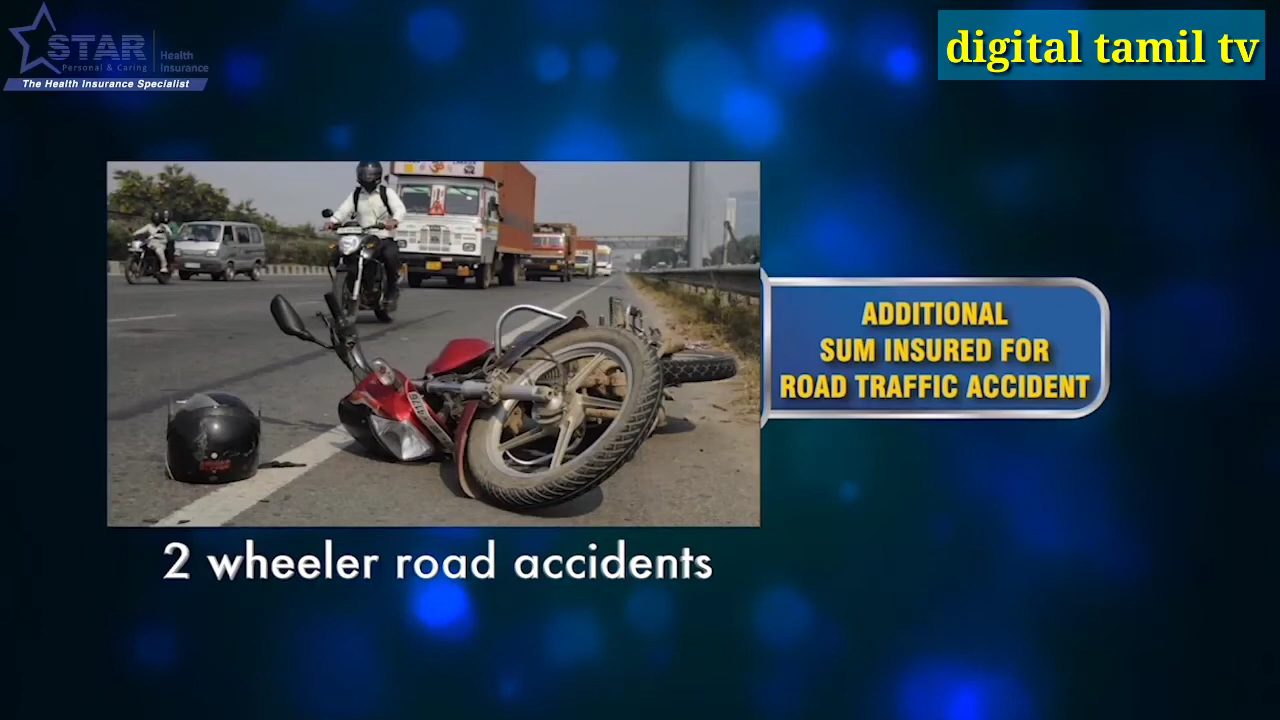 STAR
Health
Insurance
Personal & Caring
The Health Insurance Specialist
digital tamil tv
ADDITIONAL
SUM INSURED FOR
ROAD TRAFFIC ACCIDENT
2 wheeler road accidents